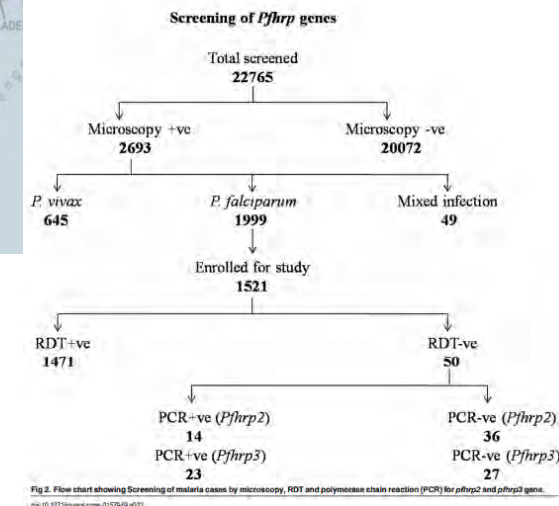 Screening of Pfhrp genes
Total screened
22765
Microscopy +ve
2693
Microscopy -ve
20072
P. vivax
645
P. falciparum
1999
Mixed infection
49
Enrolled for study
1521
RDT+ve
1471
RDT-ve
50
PCR+ve (Pfhrp2)
14
PCR+ve (Pfhrp3)
23
PCR-ve (Pfhrp2)
36
PCR-ve (Pfhrp3)
27
Fig 2. Flow chart showing Screening of malaria cases by microscopy, RDT and polymerase chain reaction (PCR) for pfhrp2 and pfhrp3 gene.